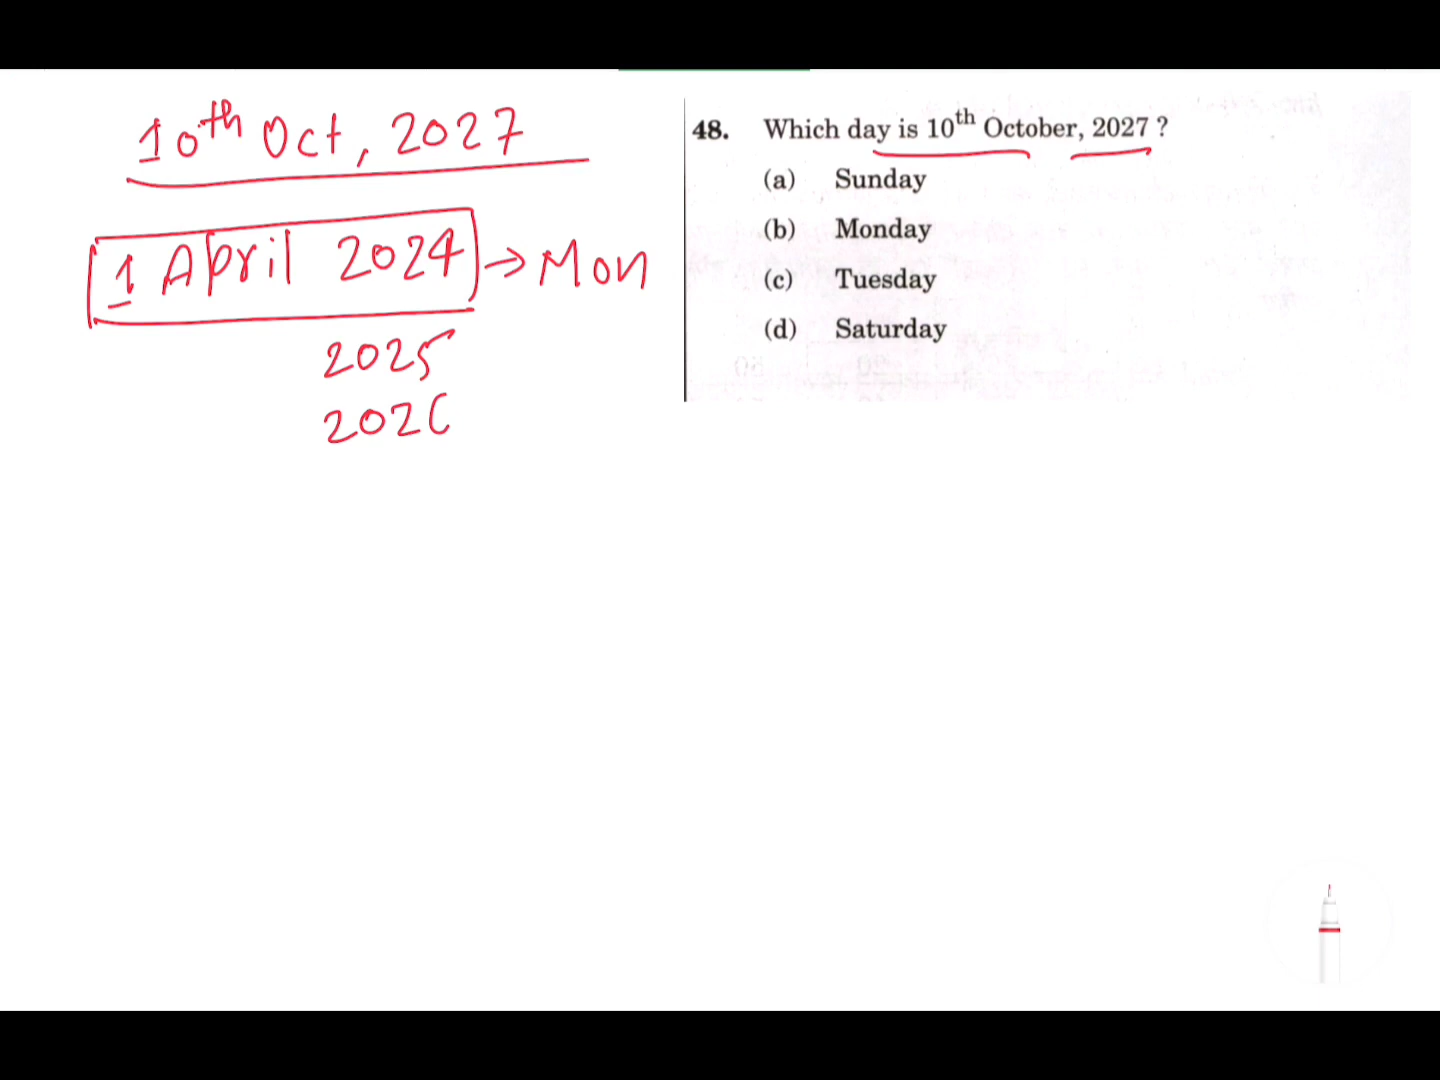 10th Oct, 2027
1 April 2024 → Mon
2025
202
48. Which day is 10th October, 2027 ?
(a) Sunday
(b) Monday
(c) Tuesday
(d) Saturday